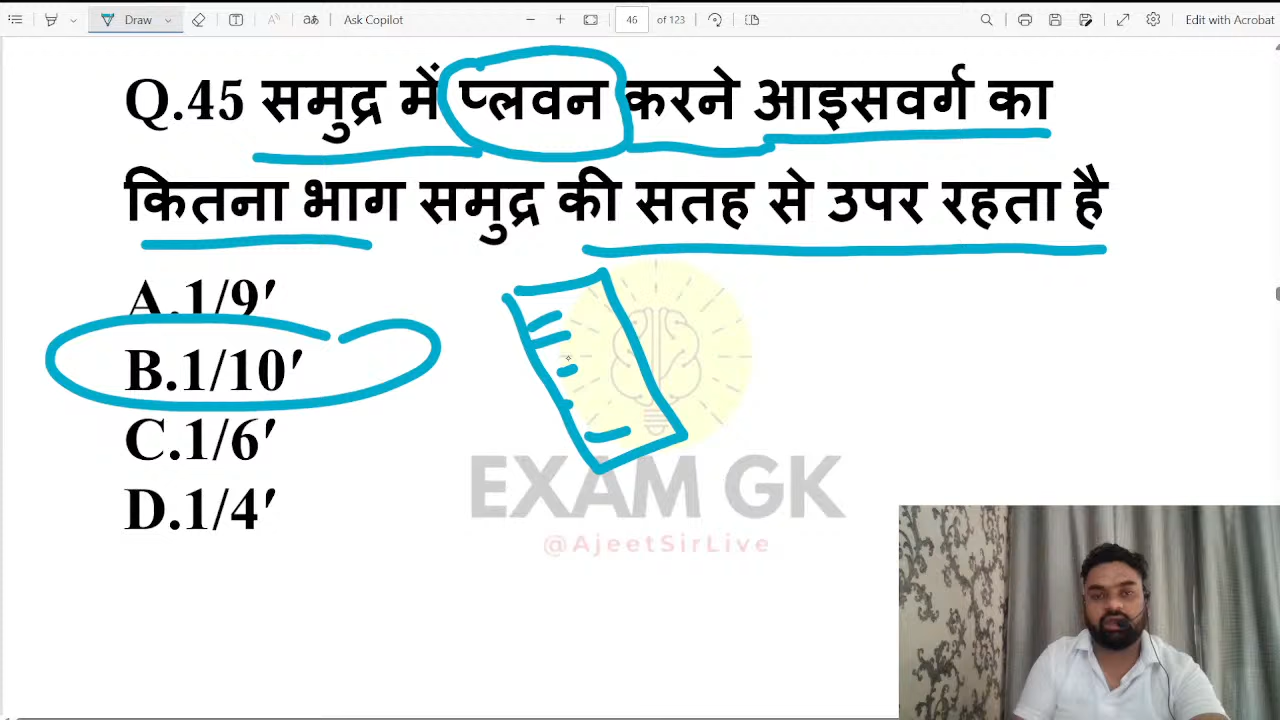 Draw
Ask Copilot
46 of 123
Edit with Acrobat
Q.45 समुद्र में प्लवन करने आइसवर्ग का
कितना भाग समुद्र की सतह से उपर रहता है
A.1/9'
B.1/10'
C.1/6'
D.1/4'
EXAM GK
@AjeetSirLive